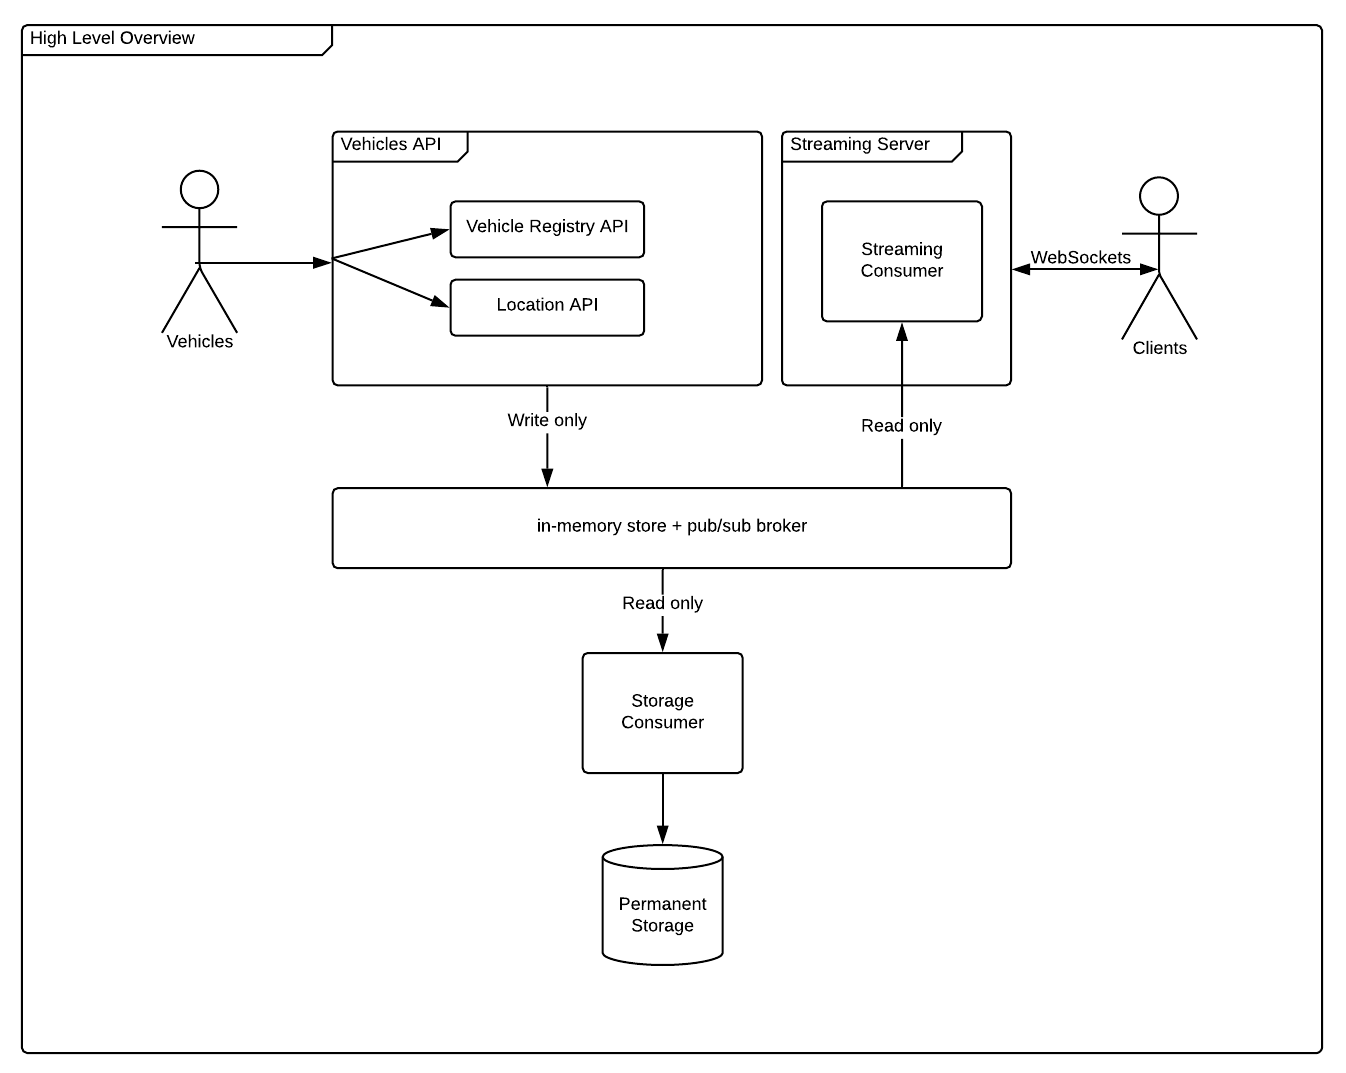 High Level Overview
Vehicles API
Streaming Server
Vehicle Registry API
Location API
Streaming
Consumer
WebSockets
Vehicles
Clients
Write only
Read only
in-memory store + pub/sub broker
Read only
Storage
Consumer
Permanent
Storage